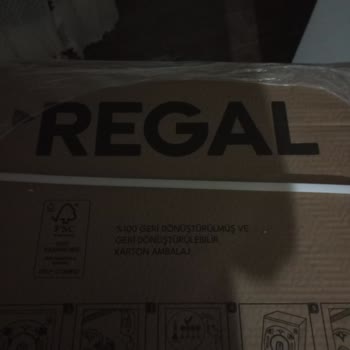 REGAL
FSC
%100 GERİ DÖNÜŞTÜRÜLMÜŞ VE
GERİ DÖNÜŞTÜRÜLEBİLİR
KARTON AMBALAJ